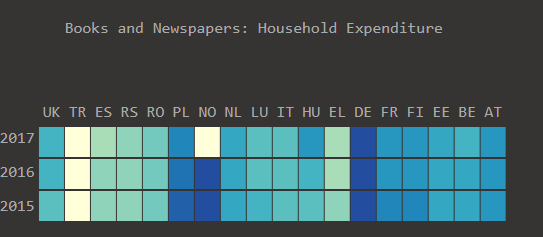 Books and Newspapers: Household Expenditure
UK TR ES RS RO PL NO NL LU IT HU EL DE FR FI EE BE AT
2017
2016
2015